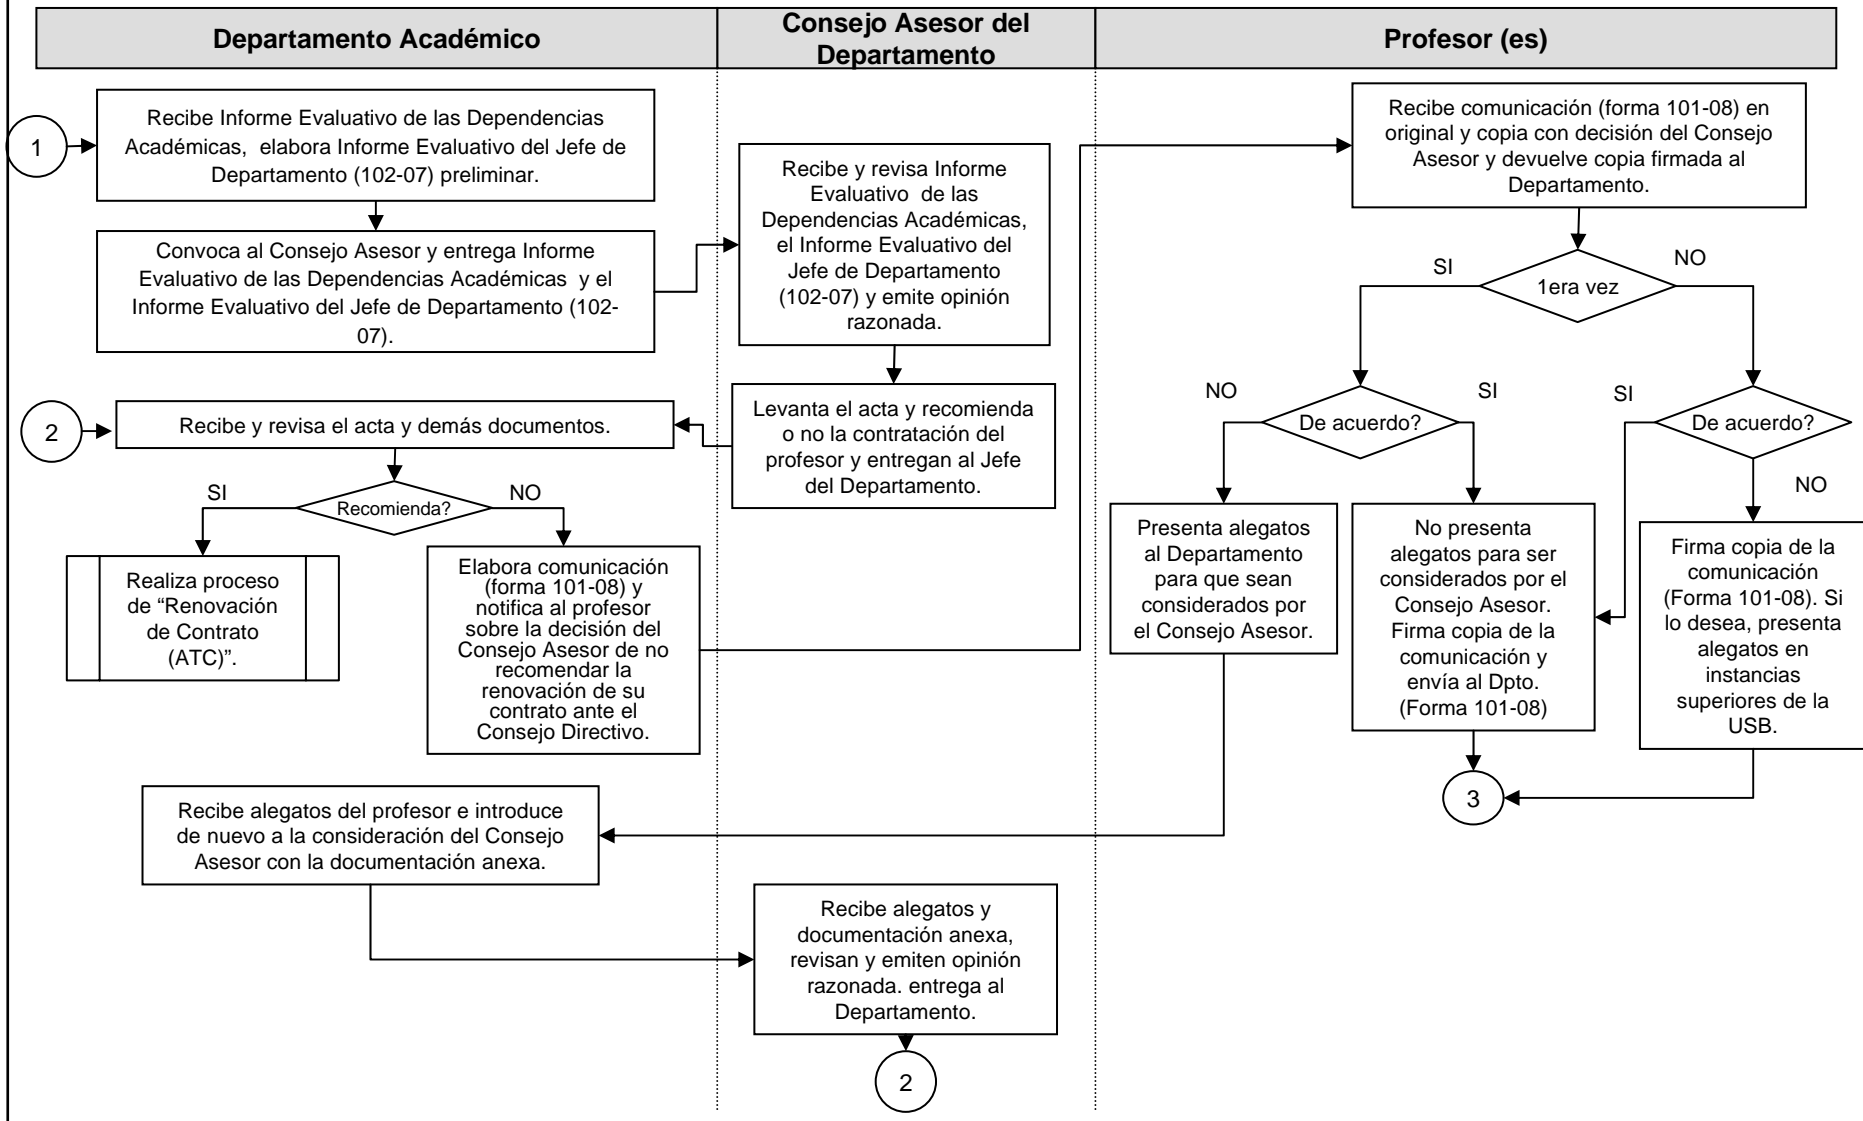 Departamento Académico
Consejo Asesor del
Departamento
Profesor (es)
1
Recibe Informe Evaluativo de las Dependencias
Académicas, elabora Informe Evaluativo del Jefe de
Departamento (102-07) preliminar.
Convoca al Consejo Asesor y entrega Informe
Evaluativo de las Dependencias Académicas y el
Informe Evaluativo del Jefe de Departamento (102-
07).
Recibe y revisa Informe
Evaluativo de las
Dependencias Académicas,
el Informe Evaluativo del
Jefe de Departamento
(102-07) y emite opinión
razonada.
Levanta el acta y recomienda
o no la contratación del
profesor y entregan al Jefe
del Departamento.
2
Recibe y revisa el acta y demás documentos.
Recomienda?
SI
NO
Realiza proceso
de “Renovación
de Contrato
(ATC)”.
Elabora comunicación
(forma 101-08) y
notifica al profesor
sobre la decisión del
Consejo Asesor de no
recomendar la
renovación de su
contrato ante el
Consejo Directivo.
Recibe comunicación (forma 101-08) en
original y copia con decisión del Consejo
Asesor y devuelve copia firmada al
Departamento.
1era vez
SI
NO
De acuerdo?
NO
SI
De acuerdo?
SI
NO
Presenta alegatos
al Departamento
para que sean
considerados por
el Consejo Asesor.
No presenta
alegatos para ser
considerados por el
Consejo Asesor.
Firma copia de la
comunicación y
envía al Dpto.
(Forma 101-08)
Firma copia de la
comunicación
(Forma 101-08). Si
lo desea, presenta
alegatos en
instancias
superiores de la
USB.
3
Recibe alegatos del profesor e introduce
de nuevo a la consideración del Consejo
Asesor con la documentación anexa.
Recibe alegatos y
documentación anexa,
revisan y emiten opinión
razonada. entrega al
Departamento.
2